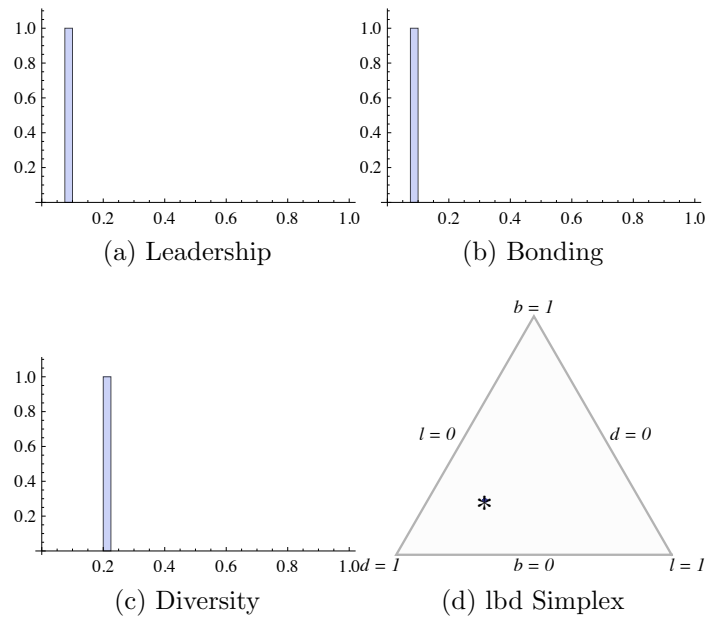 1.0
0.8
0.6
0.4
0.2
0.2 0.4 0.6 0.8 1.0
(a) Leadership
1.0
0.8
0.6
0.4
0.2
0.2 0.4 0.6 0.8 1.0
(b) Bonding
1.0
0.8
0.6
0.4
0.2
0.2 0.4 0.6 0.8 1.0
(c) Diversity
b = 1
l = 0 d = 0
*
d = 1 b = 0 l = 1
(d) lbd Simplex